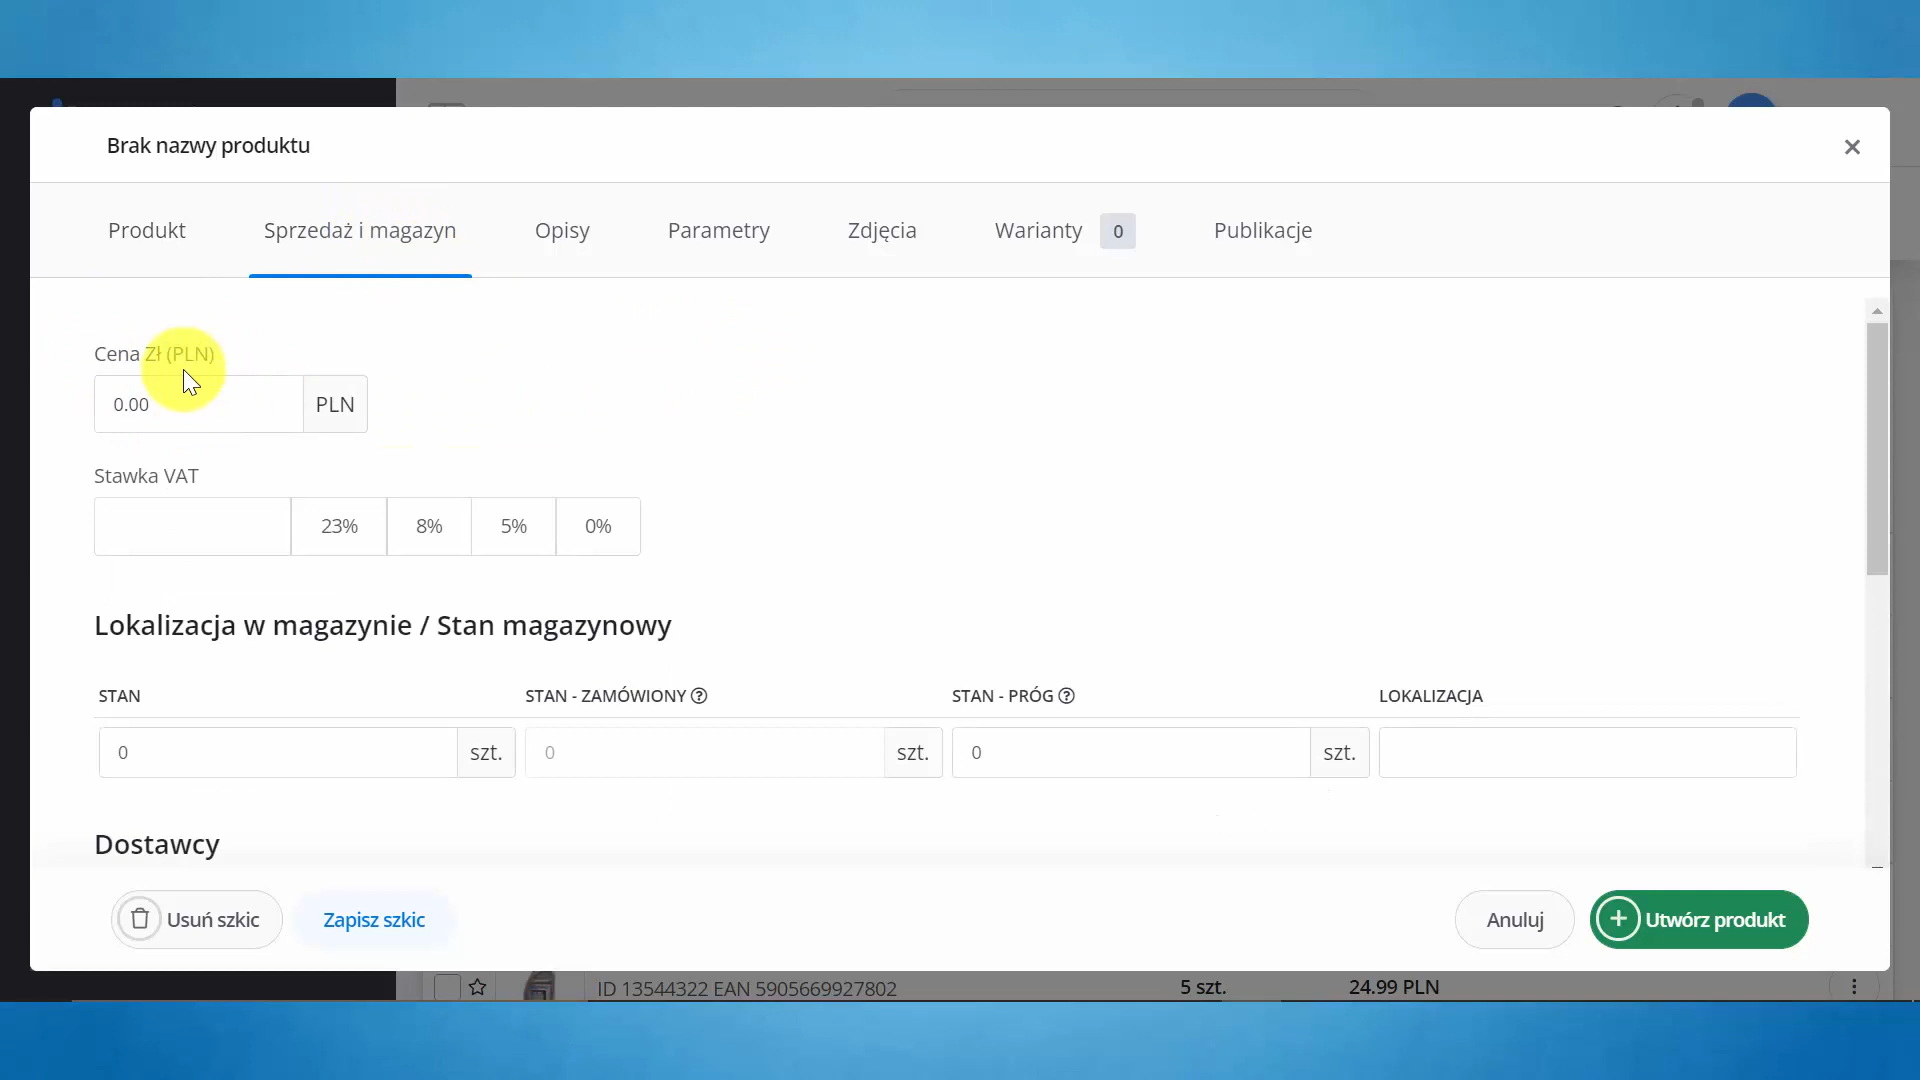 Brak nazwy produktu
Produkt Sprzedaż i magazyn Opisy Parametry Zdjęcia Warianty 0 Publikacje
Cena Zł (PLN)
0.00 PLN
Stawka VAT
23% 8% 5% 0%
Lokalizacja w magazynie / Stan magazynowy
STAN STAN - ZAMÓWIONY STAN - PRÓG LOKALIZACJA
0 szt. 0 szt. 0 szt.
Dostawcy
Usuń szkic Zapisz szkic Anuluj Utwórz produkt
ID 13544322 EAN 5905669927802 5 szt. 24.99 PLN